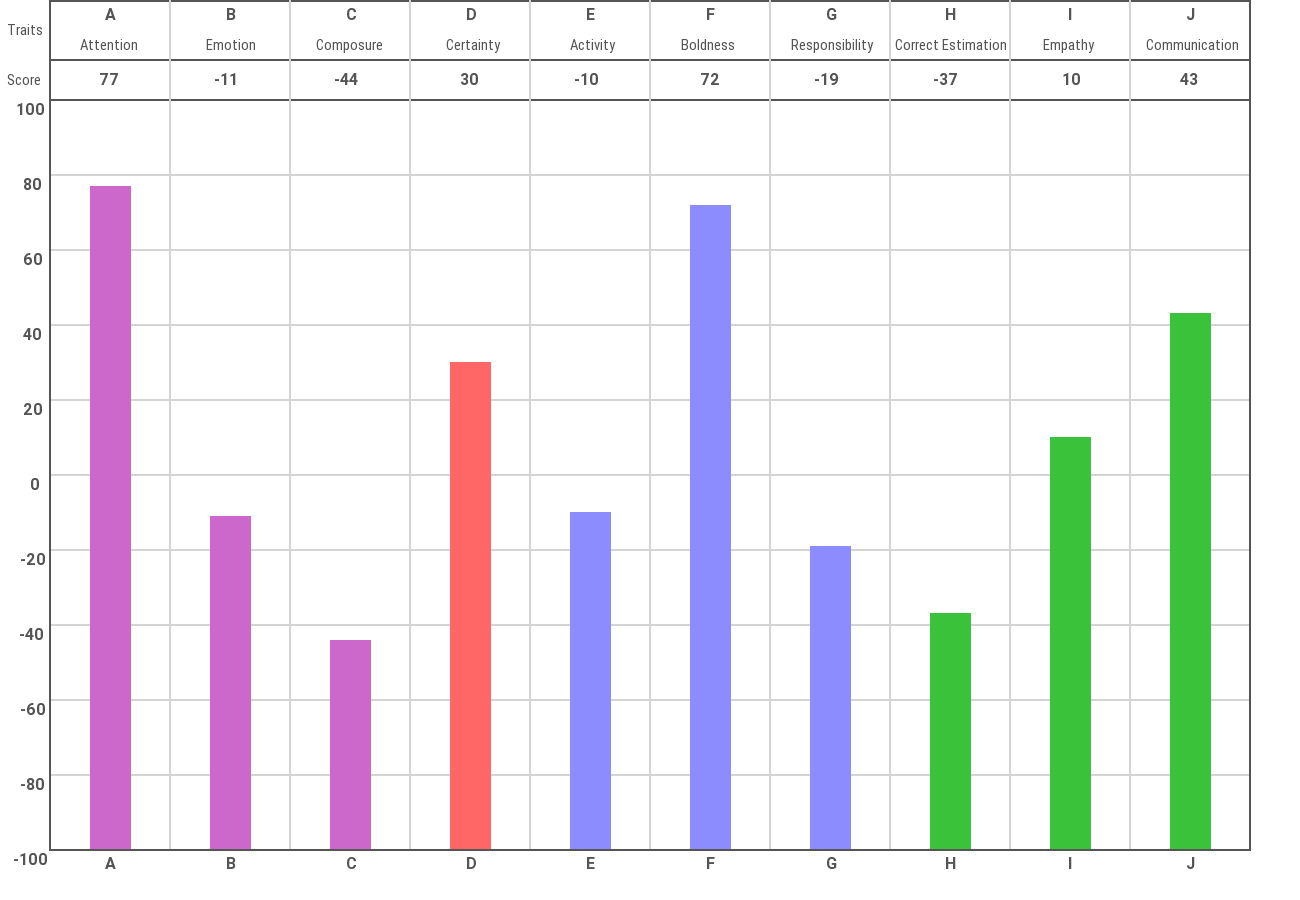 A B C D E F G H I J
Traits
Attention Emotion Composure Certainty Activity Boldness Responsibility Correct Estimation Empathy Communication
Score 77 -11 -44 30 -10 72 -19 -37 10 43
100
80
60
40
20
0
-20
-40
-60
-80
-100
A B C D E F G H I J